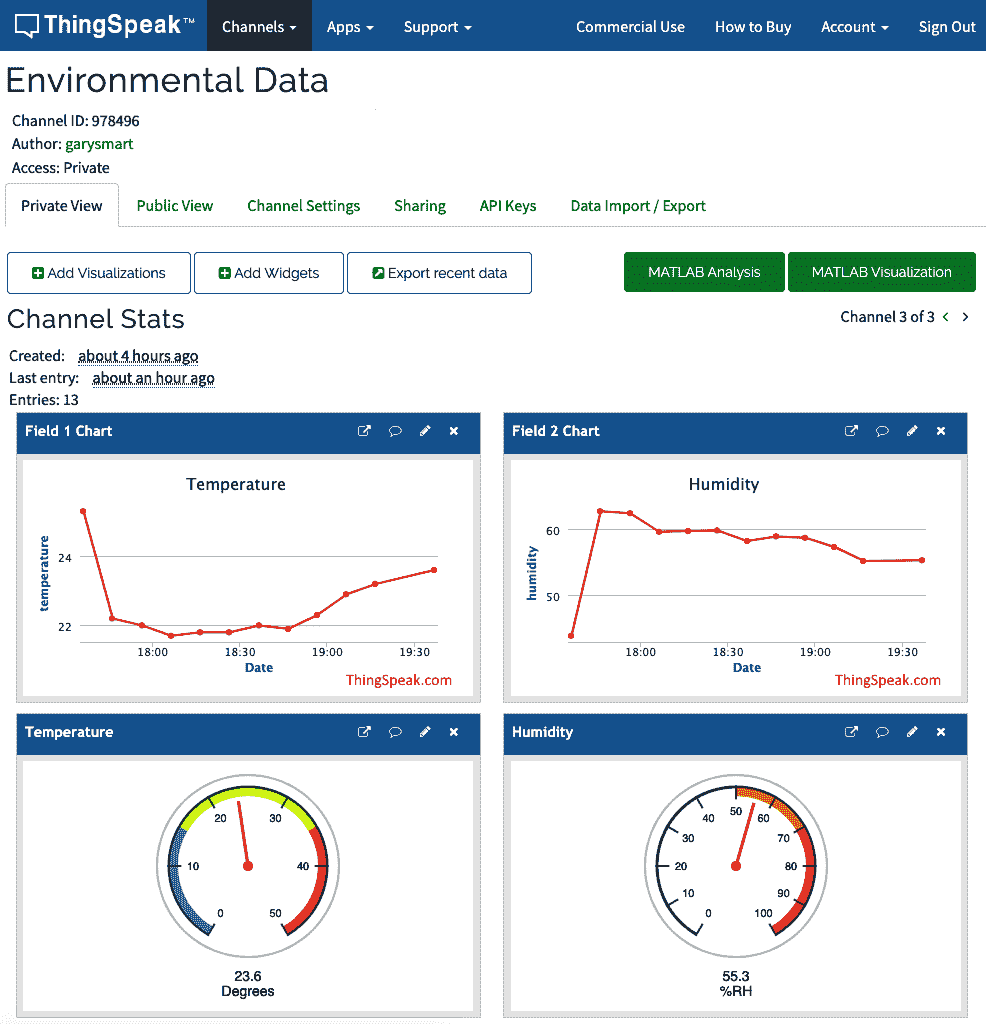 ThingSpeak™ Channels Apps Support Commercial Use How to Buy Account Sign Out
Environmental Data
Channel ID: 978496
Author: garysmart
Access: Private
Private View Public View Channel Settings Sharing API Keys Data Import / Export
Add Visualizations Add Widgets Export recent data MATLAB Analysis MATLAB Visualization
Channel Stats
Channel 3 of 3 < >
Created: about 4 hours ago
Last entry: about an hour ago
Entries: 13
Field 1 Chart
Temperature
temperature
24
22
18:00 18:30 19:00 19:30
Date
ThingSpeak.com
Field 2 Chart
Humidity
humidity
60
50
18:00 18:30 19:00 19:30
Date
ThingSpeak.com
Temperature
0 10 20 30 40 50
23.6
Degrees
Humidity
0 10 20 30 40 50 60 70 80 90 100
55.3
%RH